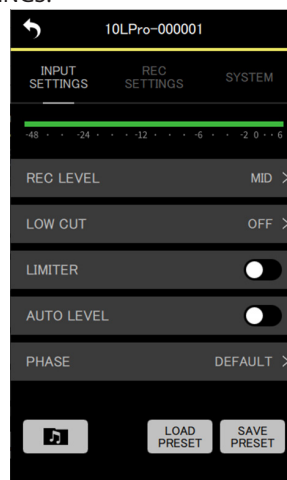 10LPro-000001
INPUT
SETTINGS
REC
SETTINGS
SYSTEM
-48 · · -24 · · · -12 · · · -6 · · -2 0 · · 6
REC LEVEL MID >
LOW CUT OFF >
LIMITER
AUTO LEVEL
PHASE DEFAULT >
LOAD
PRESET
SAVE
PRESET